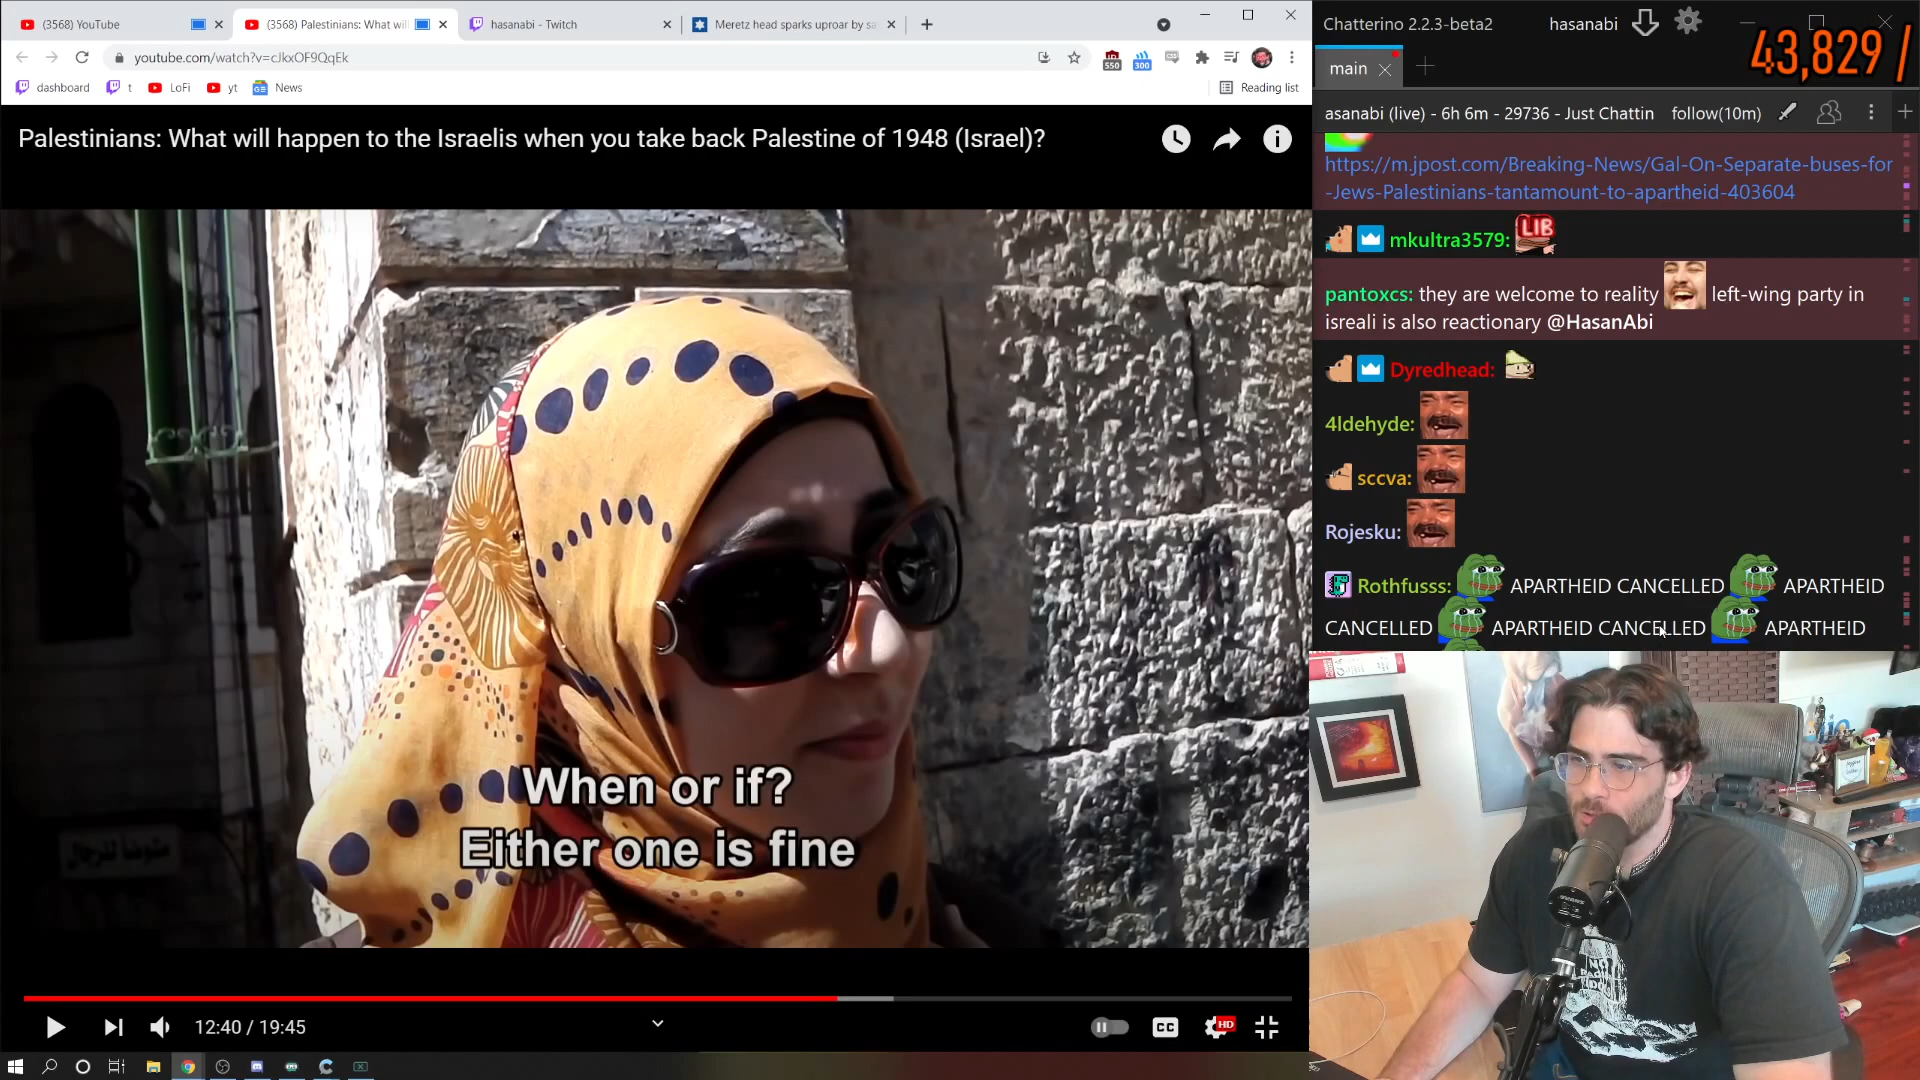 (3568) YouTube
(3568) Palestinians: What will
hasanabi - Twitch
Meretz head sparks uproar by sa
youtube.com/watch?v=cJkxOF9QqEk
550
300
dashboard
t
LoFi
yt
News
Reading list
Palestinians: What will happen to the Israelis when you take back Palestine of 1948 (Israel)?
When or if?
Either one is fine
12:40 / 19:45
CC
HD
Chatterino 2.2.3-beta2
hasanabi
43,829 /
main
asanabi (live) - 6h 6m - 29736 - Just Chattin
follow(10m)
https://m.jpost.com/Breaking-News/Gal-On-Separate-buses-for
-Jews-Palestinians-tantamount-to-apartheid-403604
mkultra3579: LIB
pantoxcs: they are welcome to reality left-wing party in
isreali is also reactionary @HasanAbi
Dyredhead:
4ldehyde:
sccva:
Rojesku:
Rothfusss: APARTHEID CANCELLED APARTHEID
CANCELLED APARTHEID CANCELLED APARTHEID